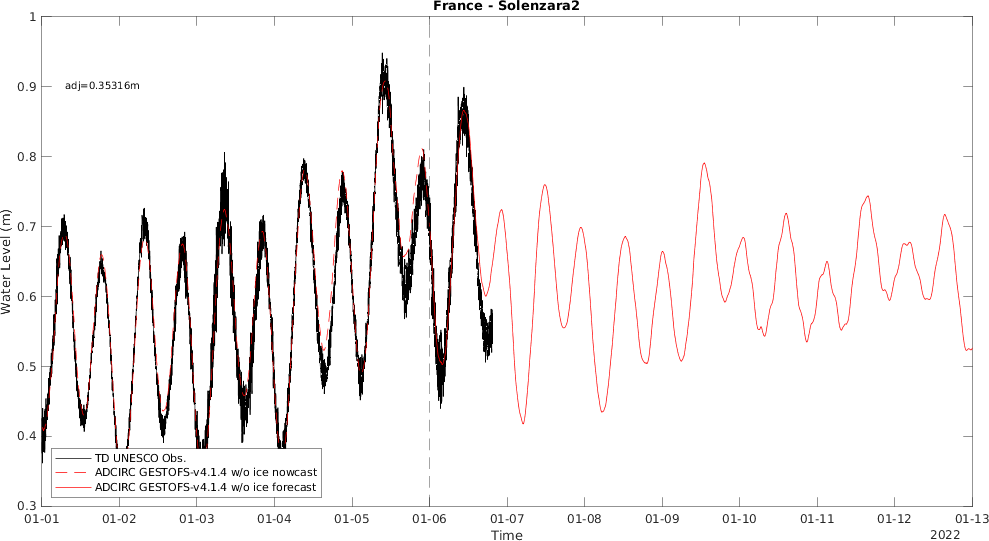 France - Solenzara2
1
0.9
0.8
0.7
0.6
0.5
0.4
0.3
Water Level (m)
adj=0.35316m
TD UNESCO Obs.
ADCIRC GESTOFS-v4.1.4 w/o ice nowcast
ADCIRC GESTOFS-v4.1.4 w/o ice forecast
01-01 01-02 01-03 01-04 01-05 01-06 01-07 01-08 01-09 01-10 01-11 01-12 01-13
Time
2022